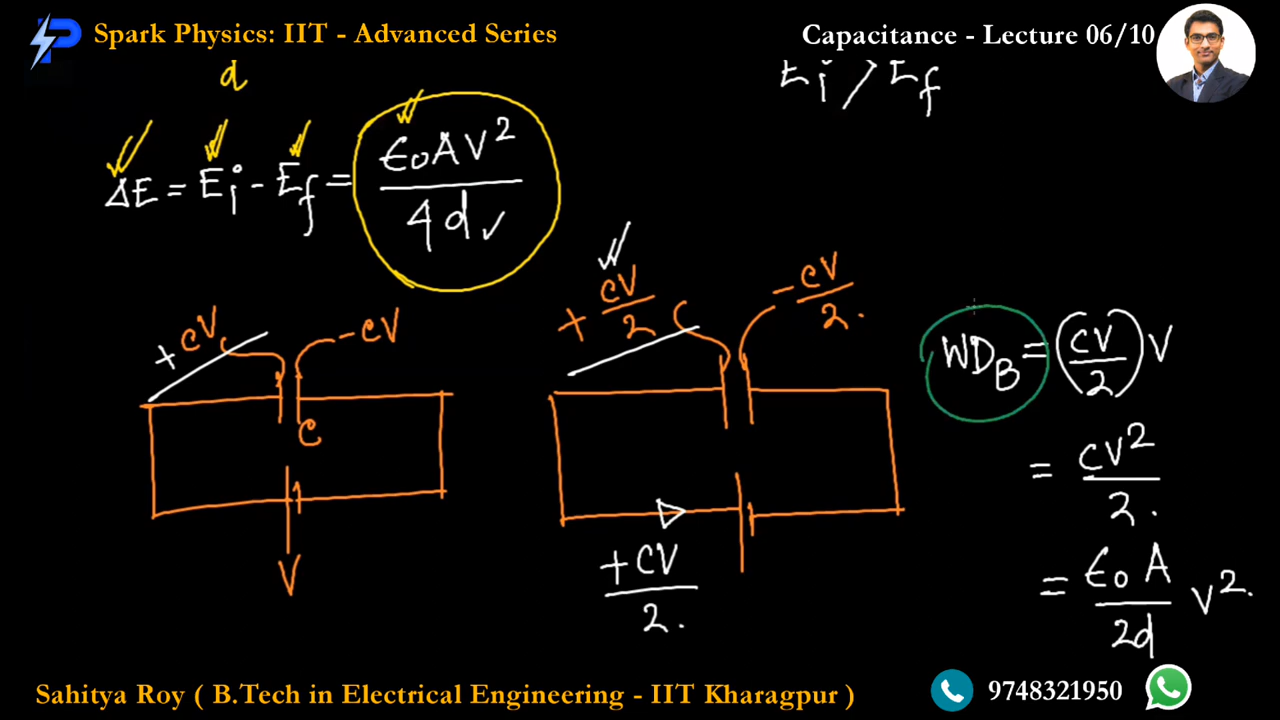 Spark Physics: IIT - Advanced Series
Capacitance - Lecture 06/10
d
Ei > Ef
ΔE = Ei - Ef = ϵ0AV²
4d
+CV
-CV
C
V
+ CV
2
-CV
2.
+CV
2.
WDB = (CV/2) V
= CV²
2.
= ϵ0 A V².
2d
Sahitya Roy ( B.Tech in Electrical Engineering - IIT Kharagpur )
9748321950